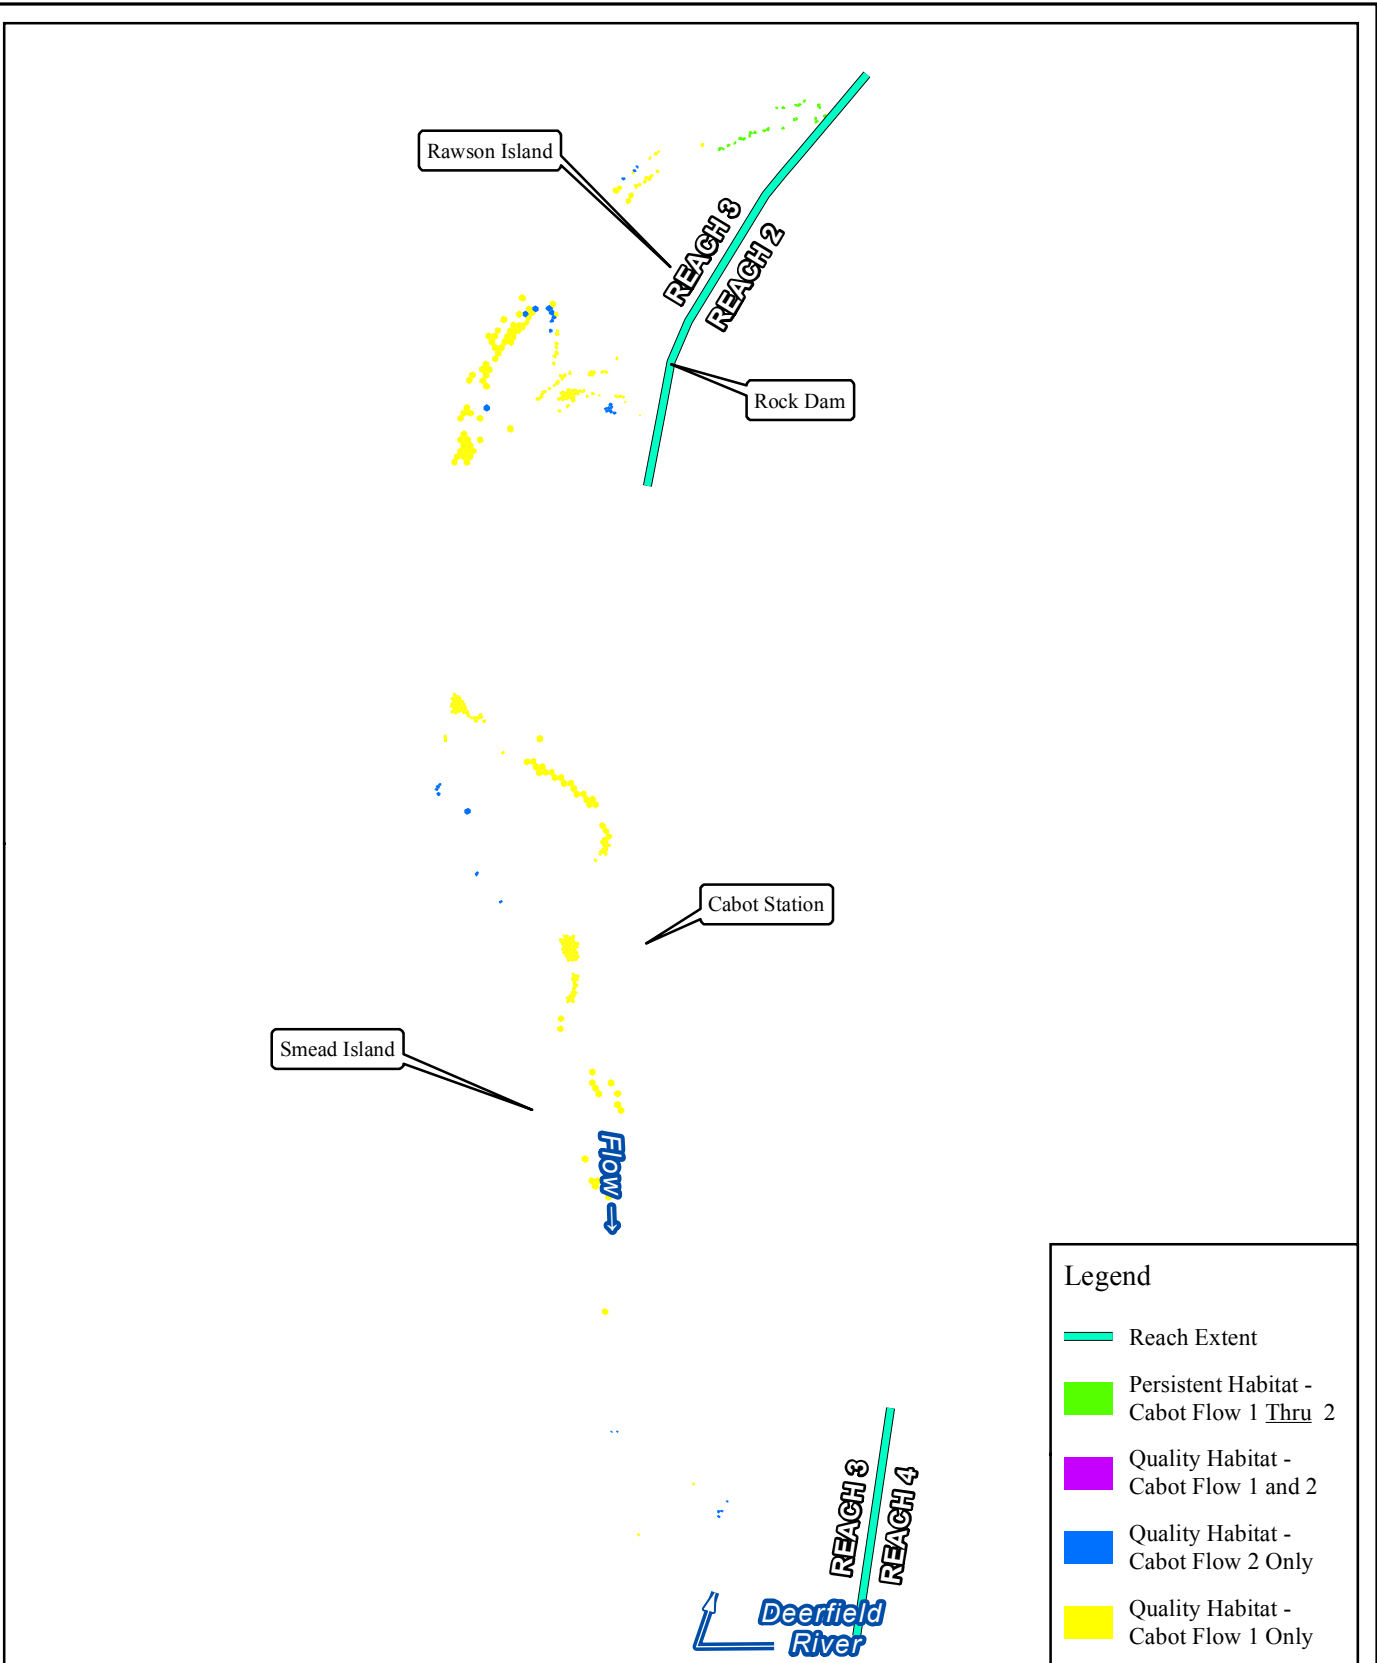 Rawson Island
REACH 3
REACH 2
Rock Dam
Cabot Station
Smead Island
Flow
Legend
Reach Extent
Persistent Habitat -
Cabot Flow 1 Thru 2
Quality Habitat -
Cabot Flow 1 and 2
Quality Habitat -
Cabot Flow 2 Only
Quality Habitat -
Cabot Flow 1 Only
REACH 3
REACH 4
Deerfield
River